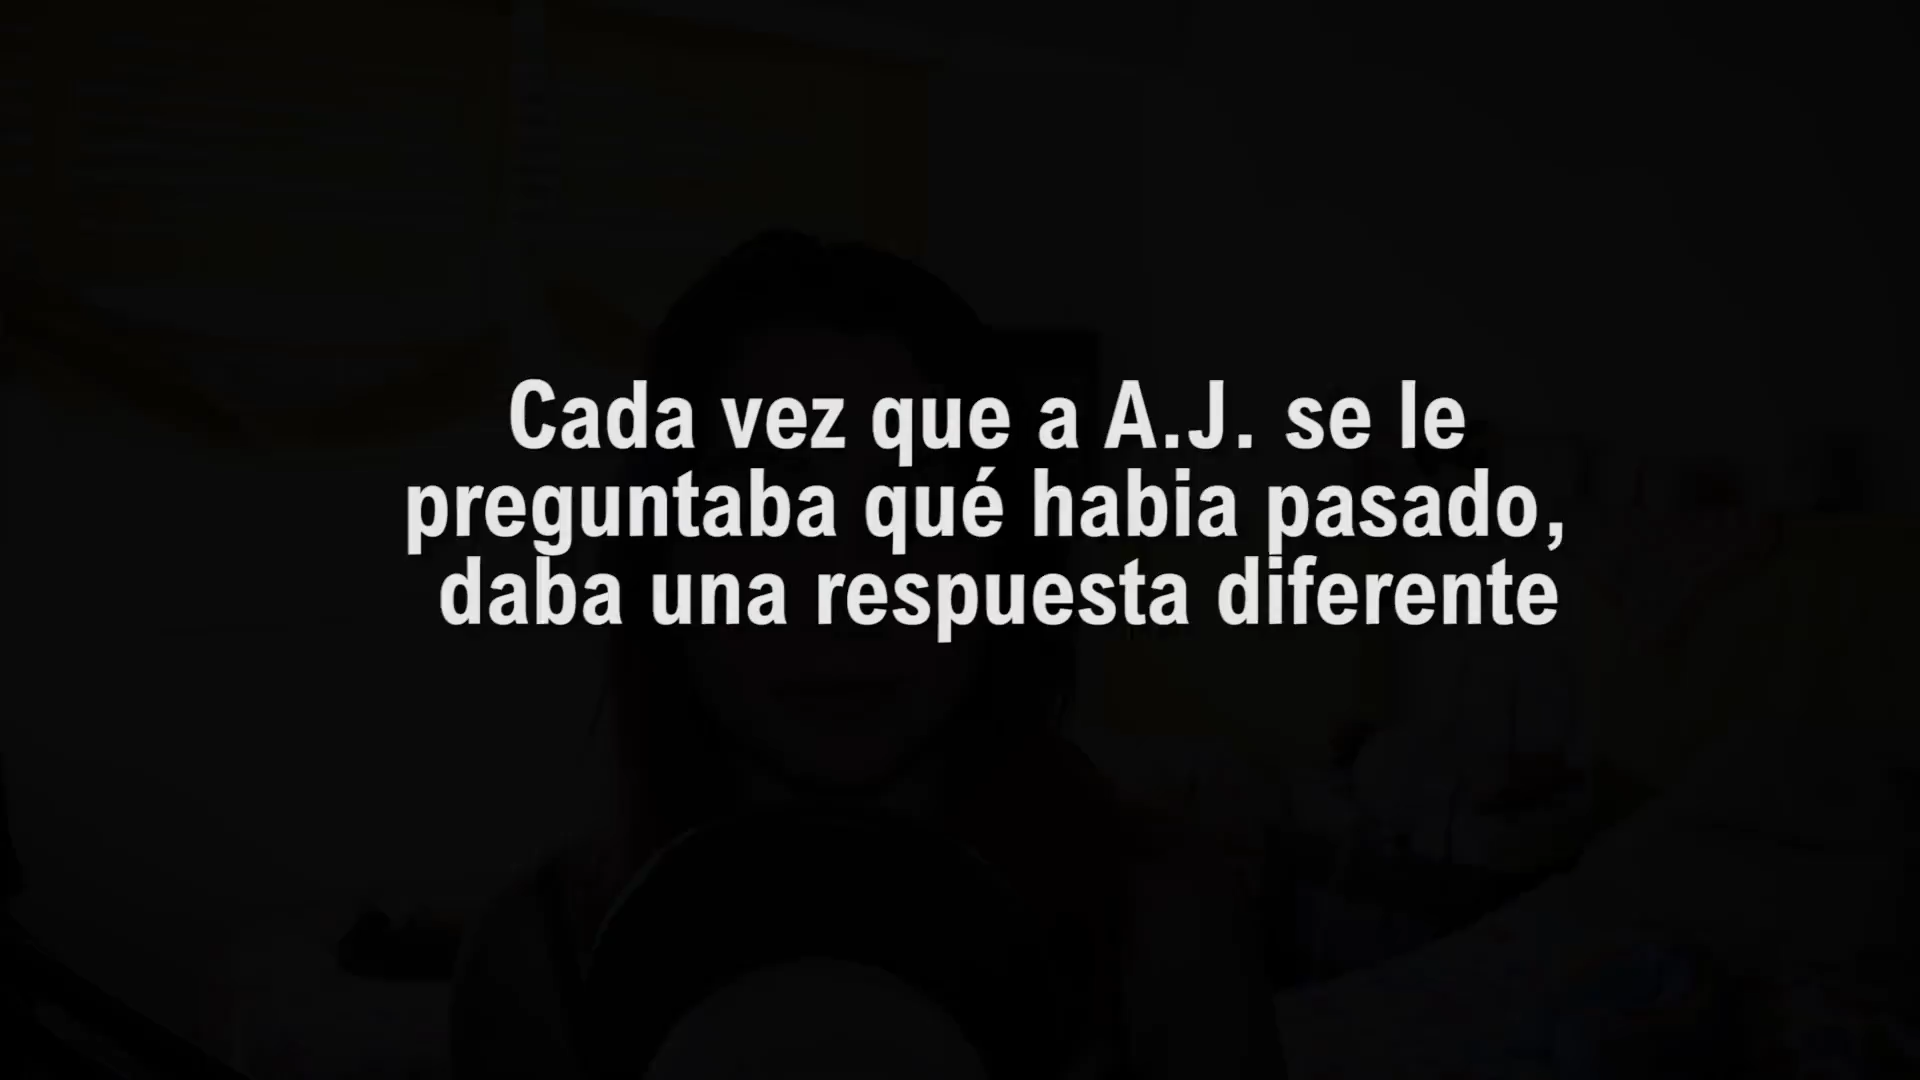 Cada vez que a A.J. se le
preguntaba qué habia pasado,
daba una respuesta diferente